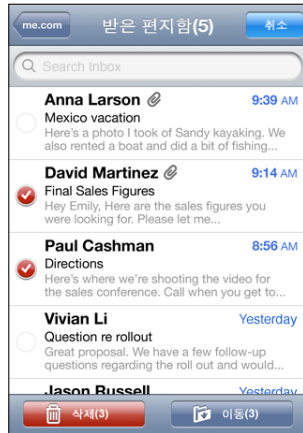 me.com
받은 편지함(5)
취소
Search Inbox
Anna Larson
9:39 AM
Mexico vacation
Here's a photo I took of Sandy kayaking. We
also rented a boat and did a bit of fishing...
David Martinez
9:14 AM
Final Sales Figures
Hey Emily, Here are the sales figures you
were looking for. Please let me...
Paul Cashman
8:56 AM
Directions
Here's where we're shooting the video for
the sales conference. Call when you get to...
Vivian Li
Yesterday
Question re rollout
Great proposal. We have a few follow-up
questions regarding the roll out and would...
Jason Russell
Yesterday
삭제(3)
이동(3)